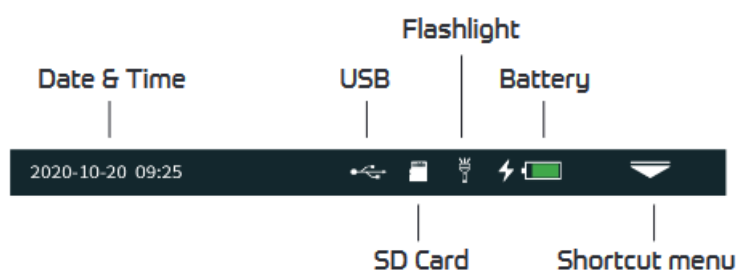 Flashlight
Date & Time USB Battery
2020-10-20 09:25
SD Card Shortcut menu